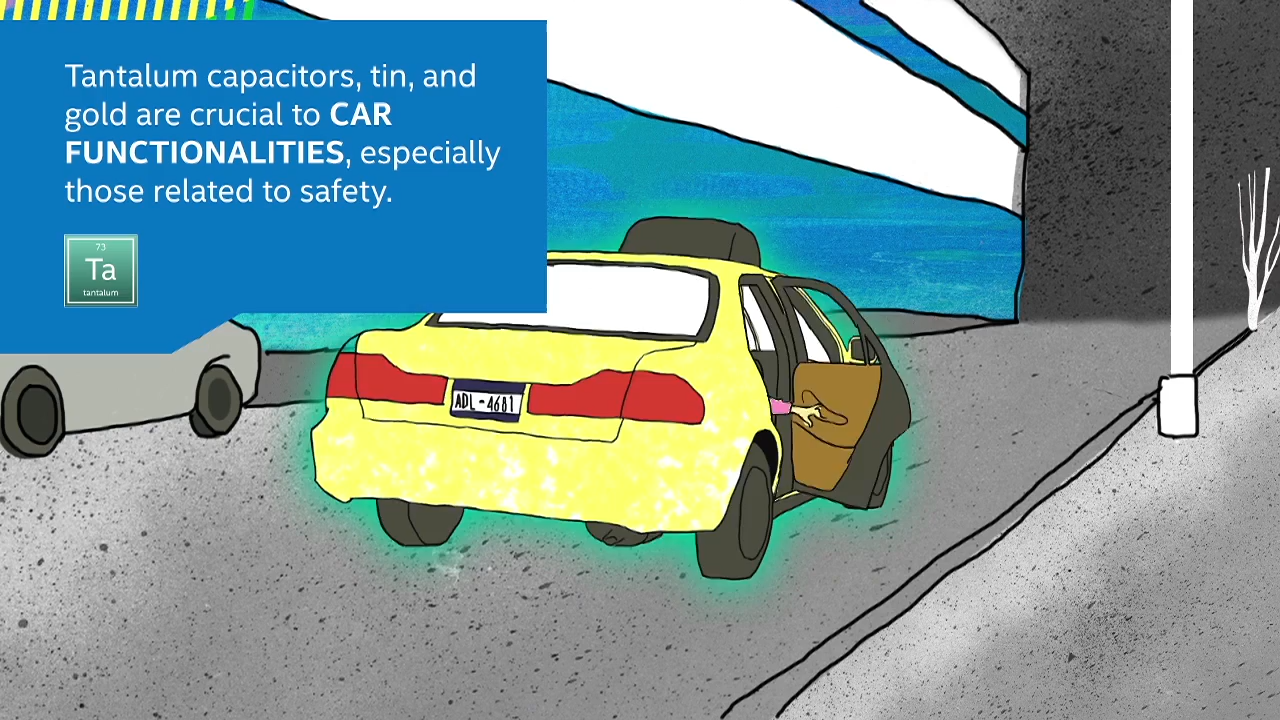 Tantalum capacitors, tin, and
gold are crucial to CAR
FUNCTIONALITIES, especially
those related to safety.
73
Ta
tantalum
ADL-4681